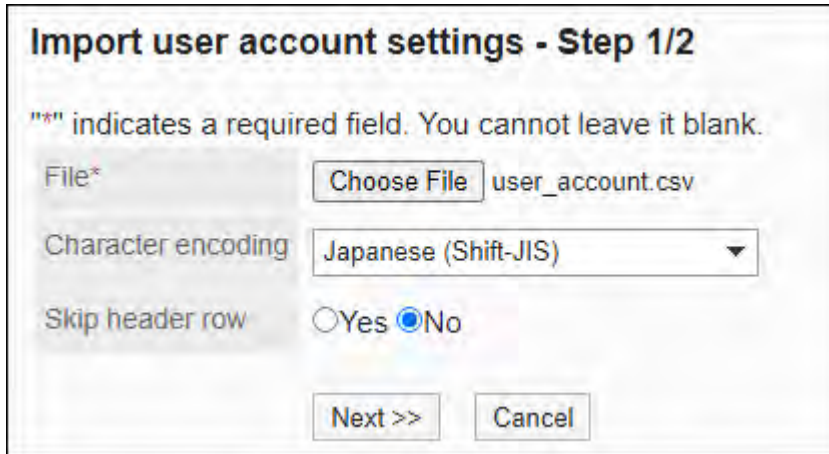 Import user account settings - Step 1/2
"*" indicates a required field. You cannot leave it blank.
File* Choose File user_account.csv
Character encoding Japanese (Shift-JIS)
Skip header row Yes No
Next >> Cancel